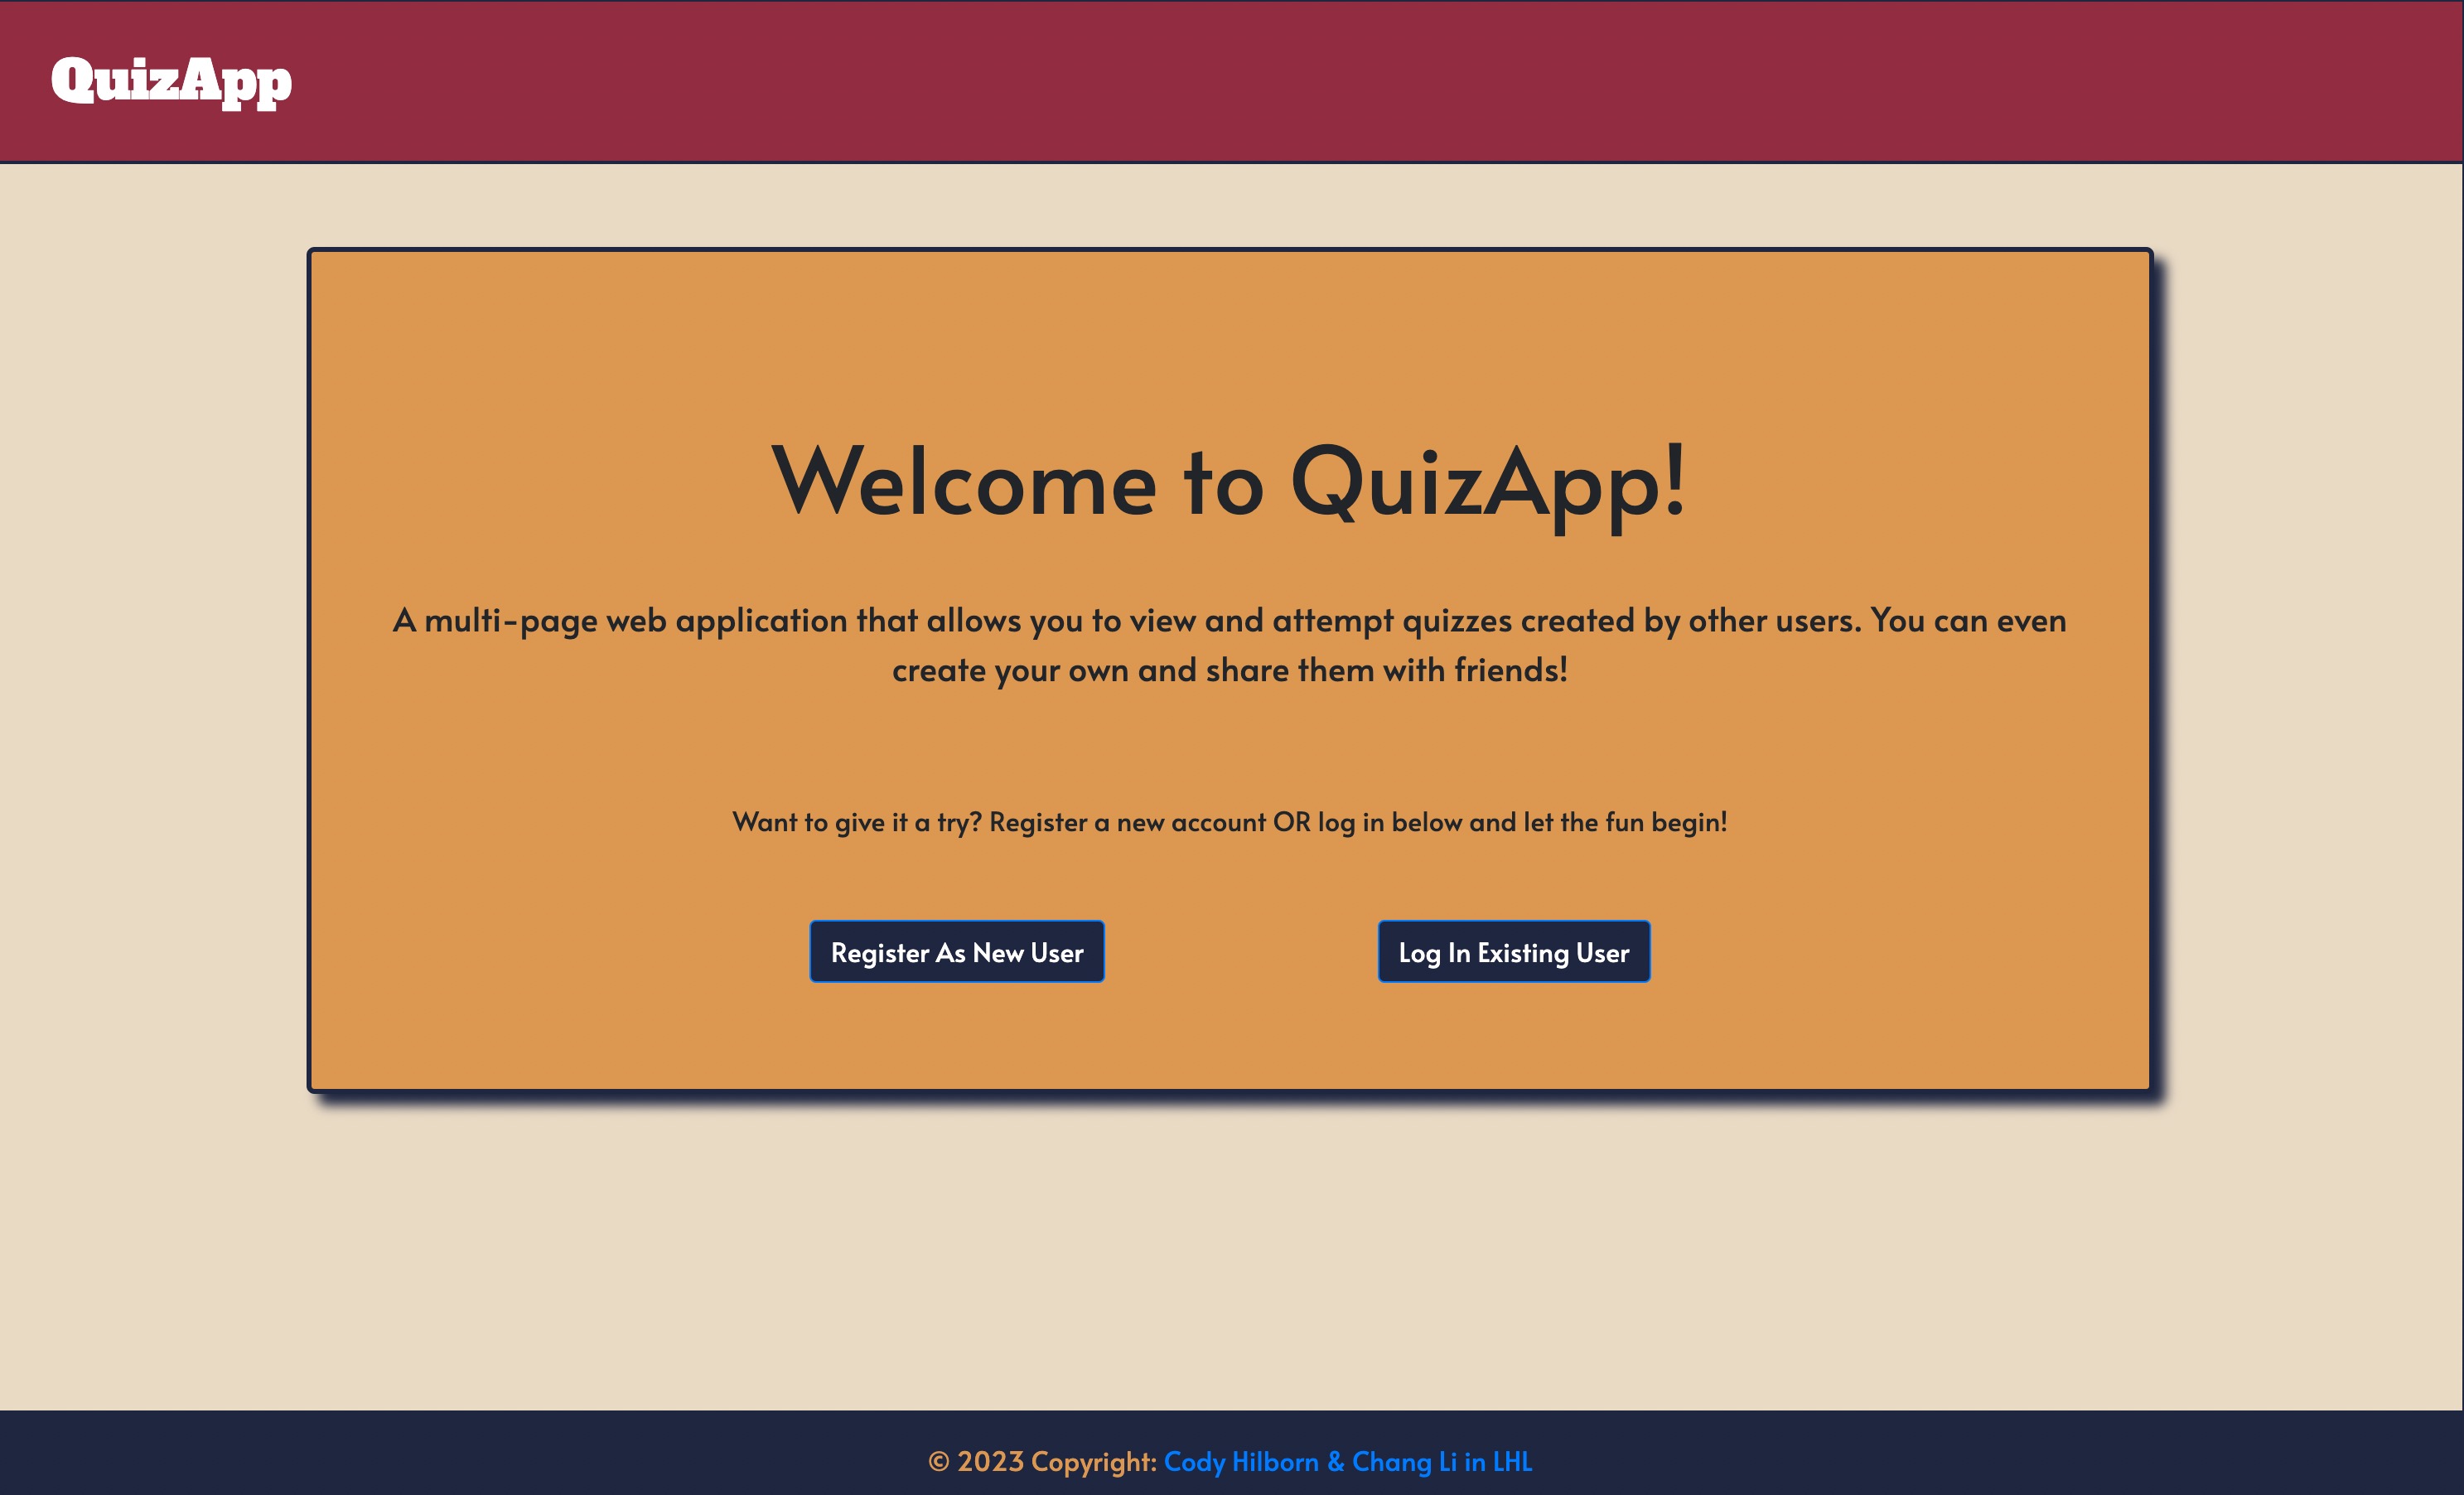 QuizApp
Welcome to QuizApp!
A multi-page web application that allows you to view and attempt quizzes created by other users. You can even
create your own and share them with friends!
Want to give it a try? Register a new account OR log in below and let the fun begin!
Register As New User
Log In Existing User
© 2023 Copyright: Cody Hilborn & Chang Li in LHL